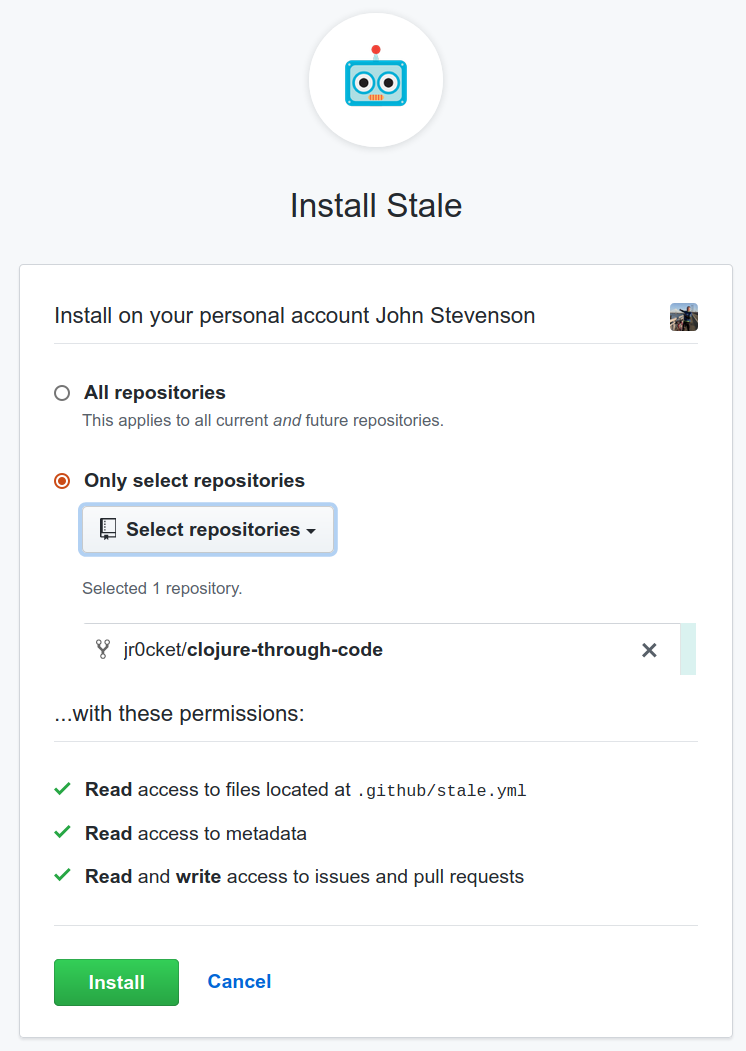 Install Stale
Install on your personal account John Stevenson
All repositories
This applies to all current and future repositories.
Only select repositories
Select repositories
Selected 1 repository.
jr0cket/clojure-through-code
...with these permissions:
Read access to files located at .github/stale.yml
Read access to metadata
Read and write access to issues and pull requests
Install Cancel